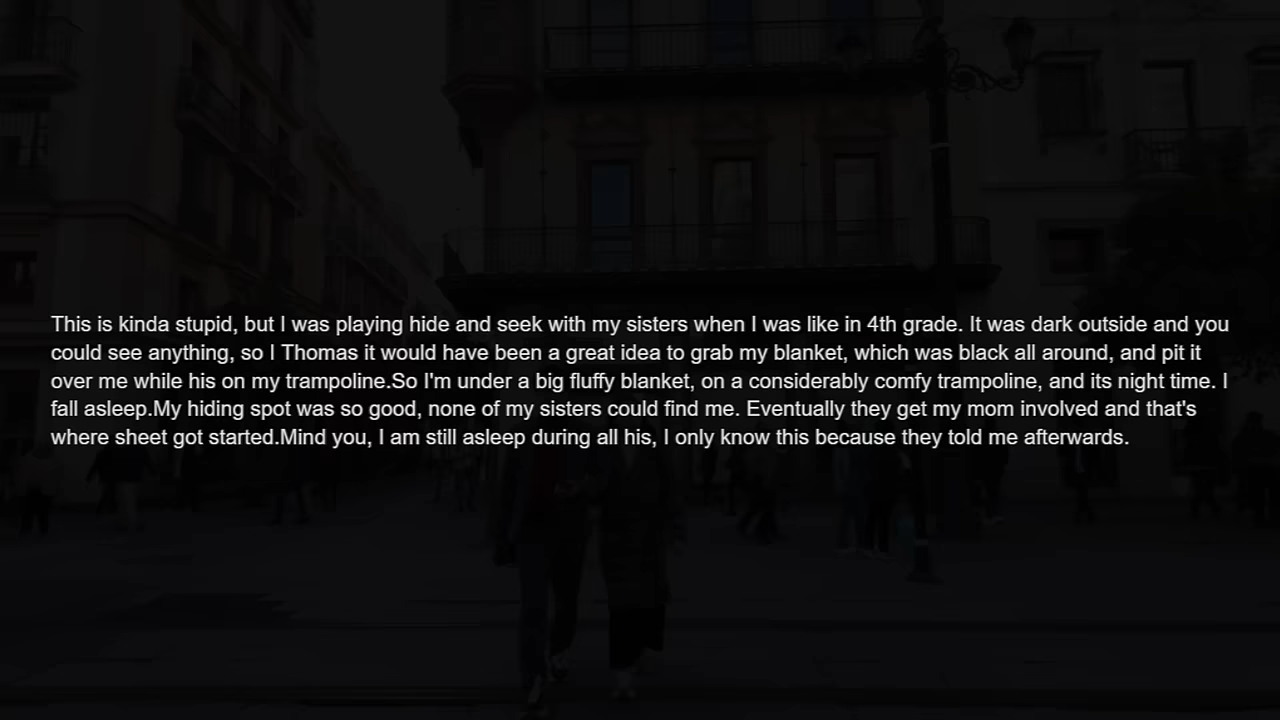 This is kinda stupid, but I was playing hide and seek with my sisters when I was like in 4th grade. It was dark outside and you
could see anything, so I Thomas it would have been a great idea to grab my blanket, which was black all around, and pit it
over me while his on my trampoline.So I'm under a big fluffy blanket, on a considerably comfy trampoline, and its night time. I
fall asleep.My hiding spot was so good, none of my sisters could find me. Eventually they get my mom involved and that's
where sheet got started.Mind you, I am still asleep during all his, I only know this because they told me afterwards.